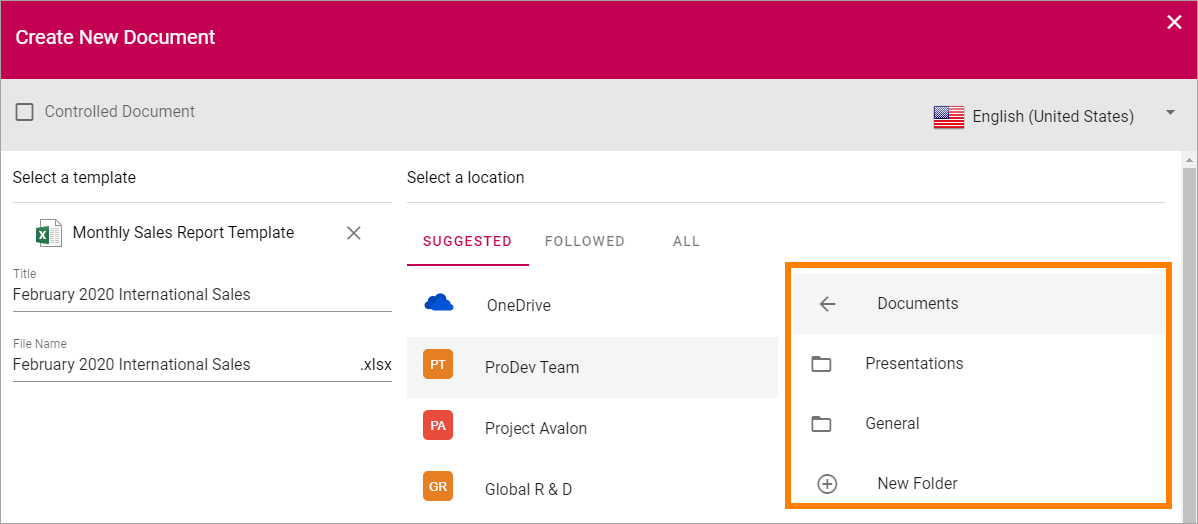 Create New Document
Controlled Document
English (United States)
Select a template
Monthly Sales Report Template
Title
February 2020 International Sales
File Name
February 2020 International Sales .xlsx
Select a location
SUGGESTED FOLLOWED ALL
OneDrive
PT ProDev Team
PA Project Avalon
GR Global R & D
Documents
Presentations
General
New Folder